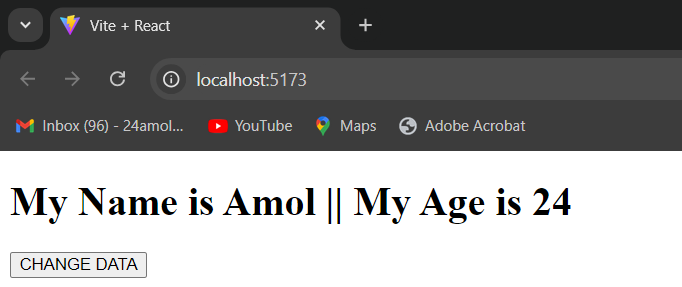 Vite + React
localhost:5173
Inbox (96) - 24amol... YouTube Maps Adobe Acrobat
My Name is Amol || My Age is 24
CHANGE DATA